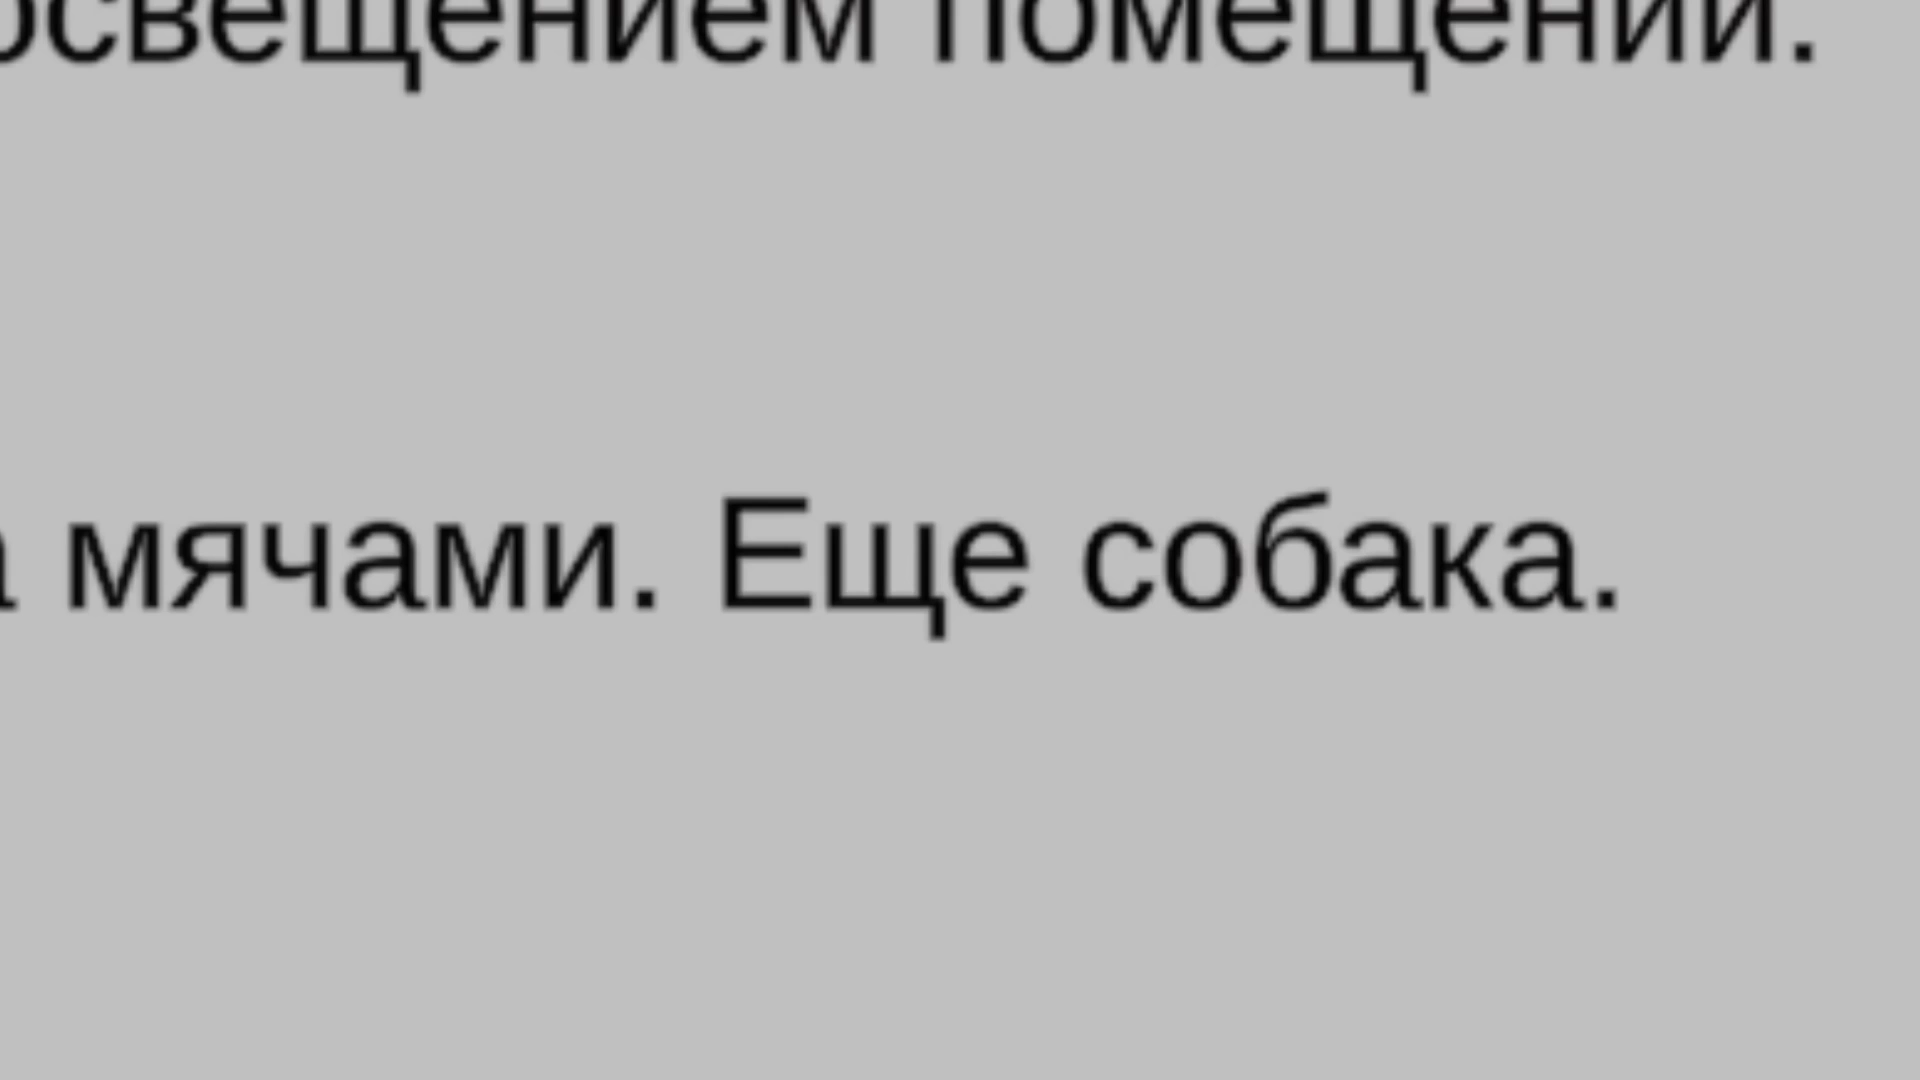 освещением помещений.
мячами. Еще собака.